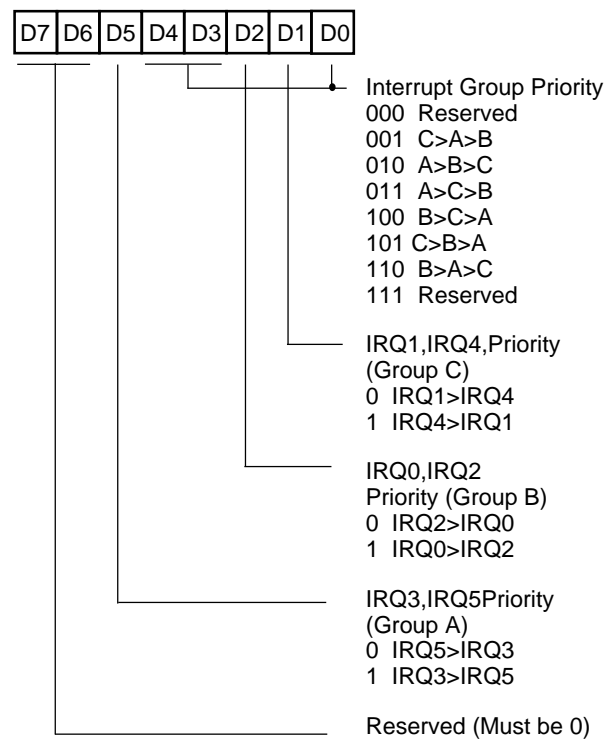 D7 D6 D5 D4 D3 D2 D1 D0
Interrupt Group Priority
000 Reserved
001 C>A>B
010 A>B>C
011 A>C>B
100 B>C>A
101 C>B>A
110 B>A>C
111 Reserved
IRQ1,IRQ4,Priority
(Group C)
0 IRQ1>IRQ4
1 IRQ4>IRQ1
IRQ0,IRQ2
Priority (Group B)
0 IRQ2>IRQ0
1 IRQ0>IRQ2
IRQ3,IRQ5Priority
(Group A)
0 IRQ5>IRQ3
1 IRQ3>IRQ5
Reserved (Must be 0)